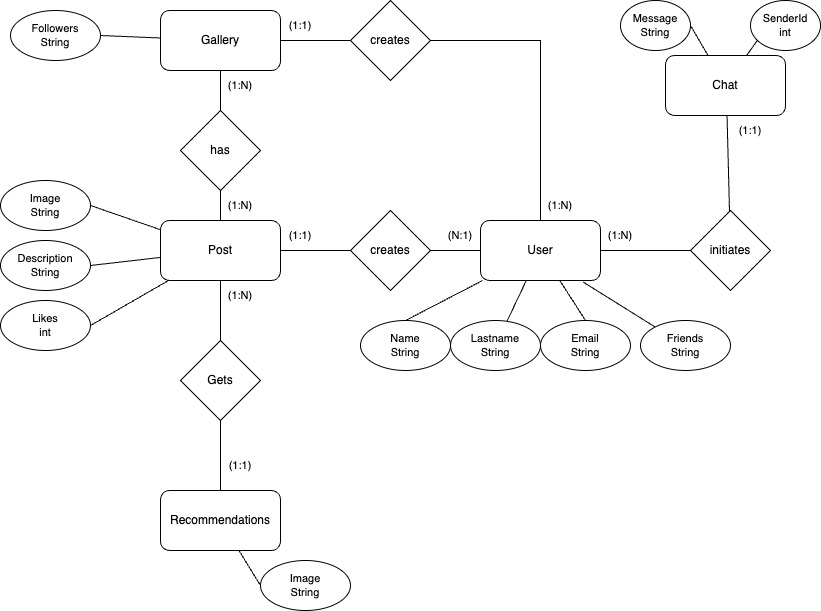 Followers
String
Gallery
(1:1)
creates
Message
String
SenderId
int
Chat
(1:N)
(1:1)
has
Image
String
(1:N)
(1:N)
Post
(1:1)
creates
(N:1)
User
(1:N)
initiates
Description
String
(1:N)
Likes
int
Name
String
Lastname
String
Email
String
Friends
String
Gets
(1:1)
Recommendations
Image
String